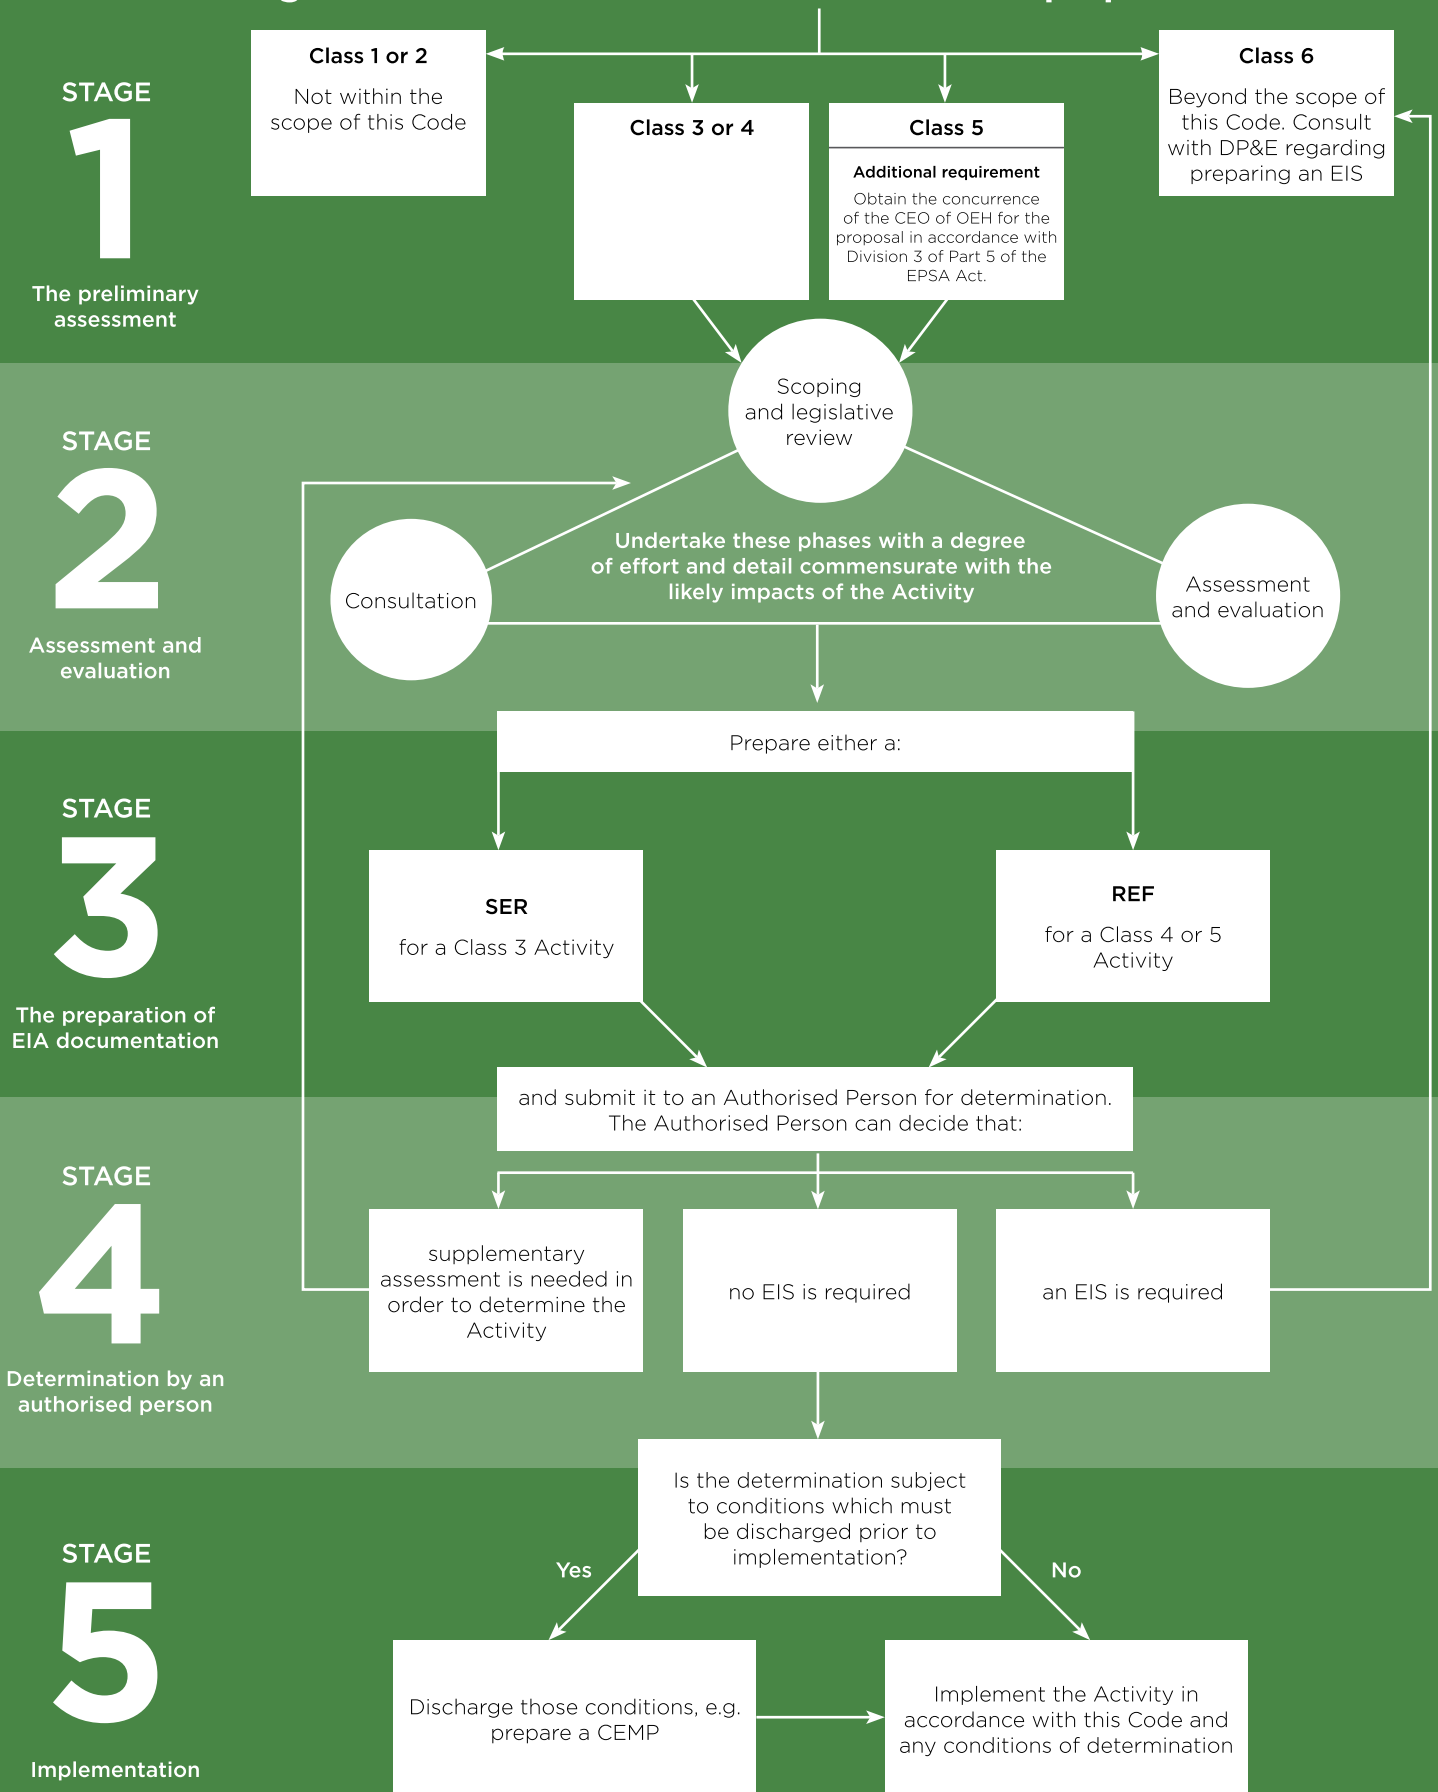 STAGE
1
The preliminary
assessment
Class 1 or 2
Not within the
scope of this Code
Class 3 or 4
Class 5
Additional requirement
Obtain the concurrence
of the CEO of OEH for the
proposal in accordance with
Division 3 of Part 5 of the
EPSA Act.
Class 6
Beyond the scope of
this Code. Consult
with DP&E regarding
preparing an EIS
STAGE
2
Assessment and
evaluation
Scoping
and legislative
review
Consultation
Undertake these phases with a degree
of effort and detail commensurate with the
likely impacts of the Activity
Assessment
and evaluation
Prepare either a:
STAGE
3
The preparation of
EIA documentation
SER
for a Class 3 Activity
REF
for a Class 4 or 5
Activity
and submit it to an Authorised Person for determination.
The Authorised Person can decide that:
STAGE
4
Determination by an
authorised person
supplementary
assessment is needed in
order to determine the
Activity
no EIS is required
an EIS is required
Is the determination subject
to conditions which must
be discharged prior to
implementation?
STAGE
5
Implementation
Yes
No
Discharge those conditions, e.g.
prepare a CEMP
Implement the Activity in
accordance with this Code and
any conditions of determination